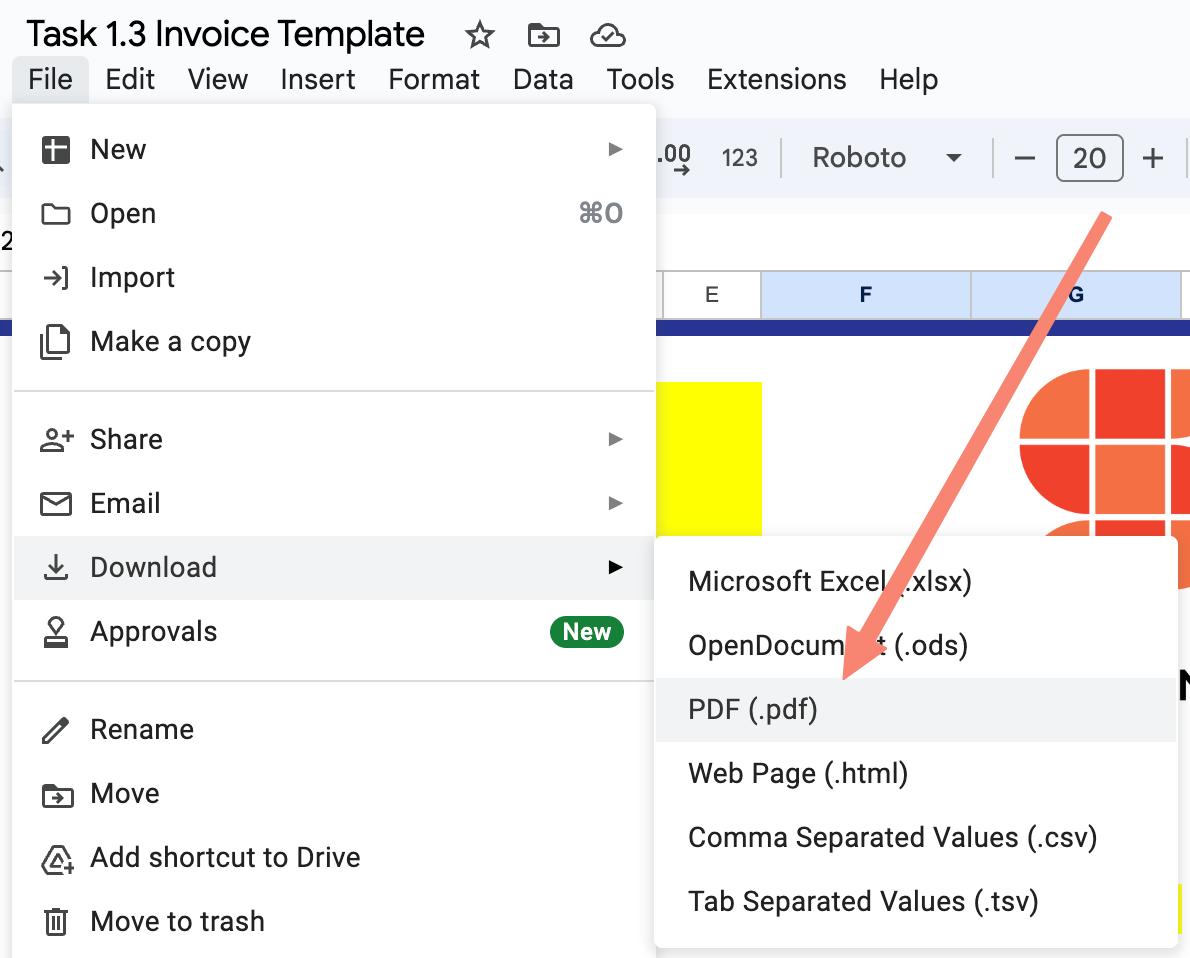 Task 1.3 Invoice Template
File Edit View Insert Format Data Tools Extensions Help
.00 123 Roboto 20
New
Open ⌘O
2
Import
E F G
Make a copy
Share
Email
Download
Microsoft Excel (.xlsx)
Approvals New
OpenDocument (.ods)
PDF (.pdf)
Rename
Web Page (.html)
Move
Comma Separated Values (.csv)
Add shortcut to Drive
Tab Separated Values (.tsv)
Move to trash